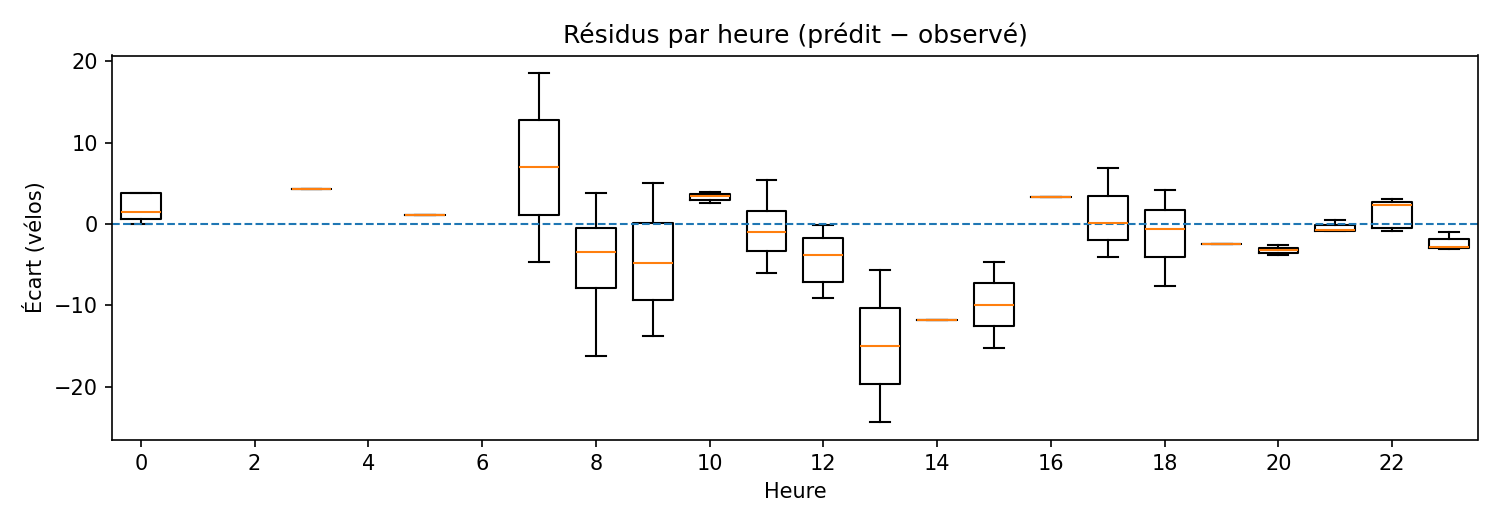 Résidus par heure (prédit − observé)
20
10
0
−10
−20
Écart (vélos)
0 2 4 6 8 10 12 14 16 18 20 22
Heure